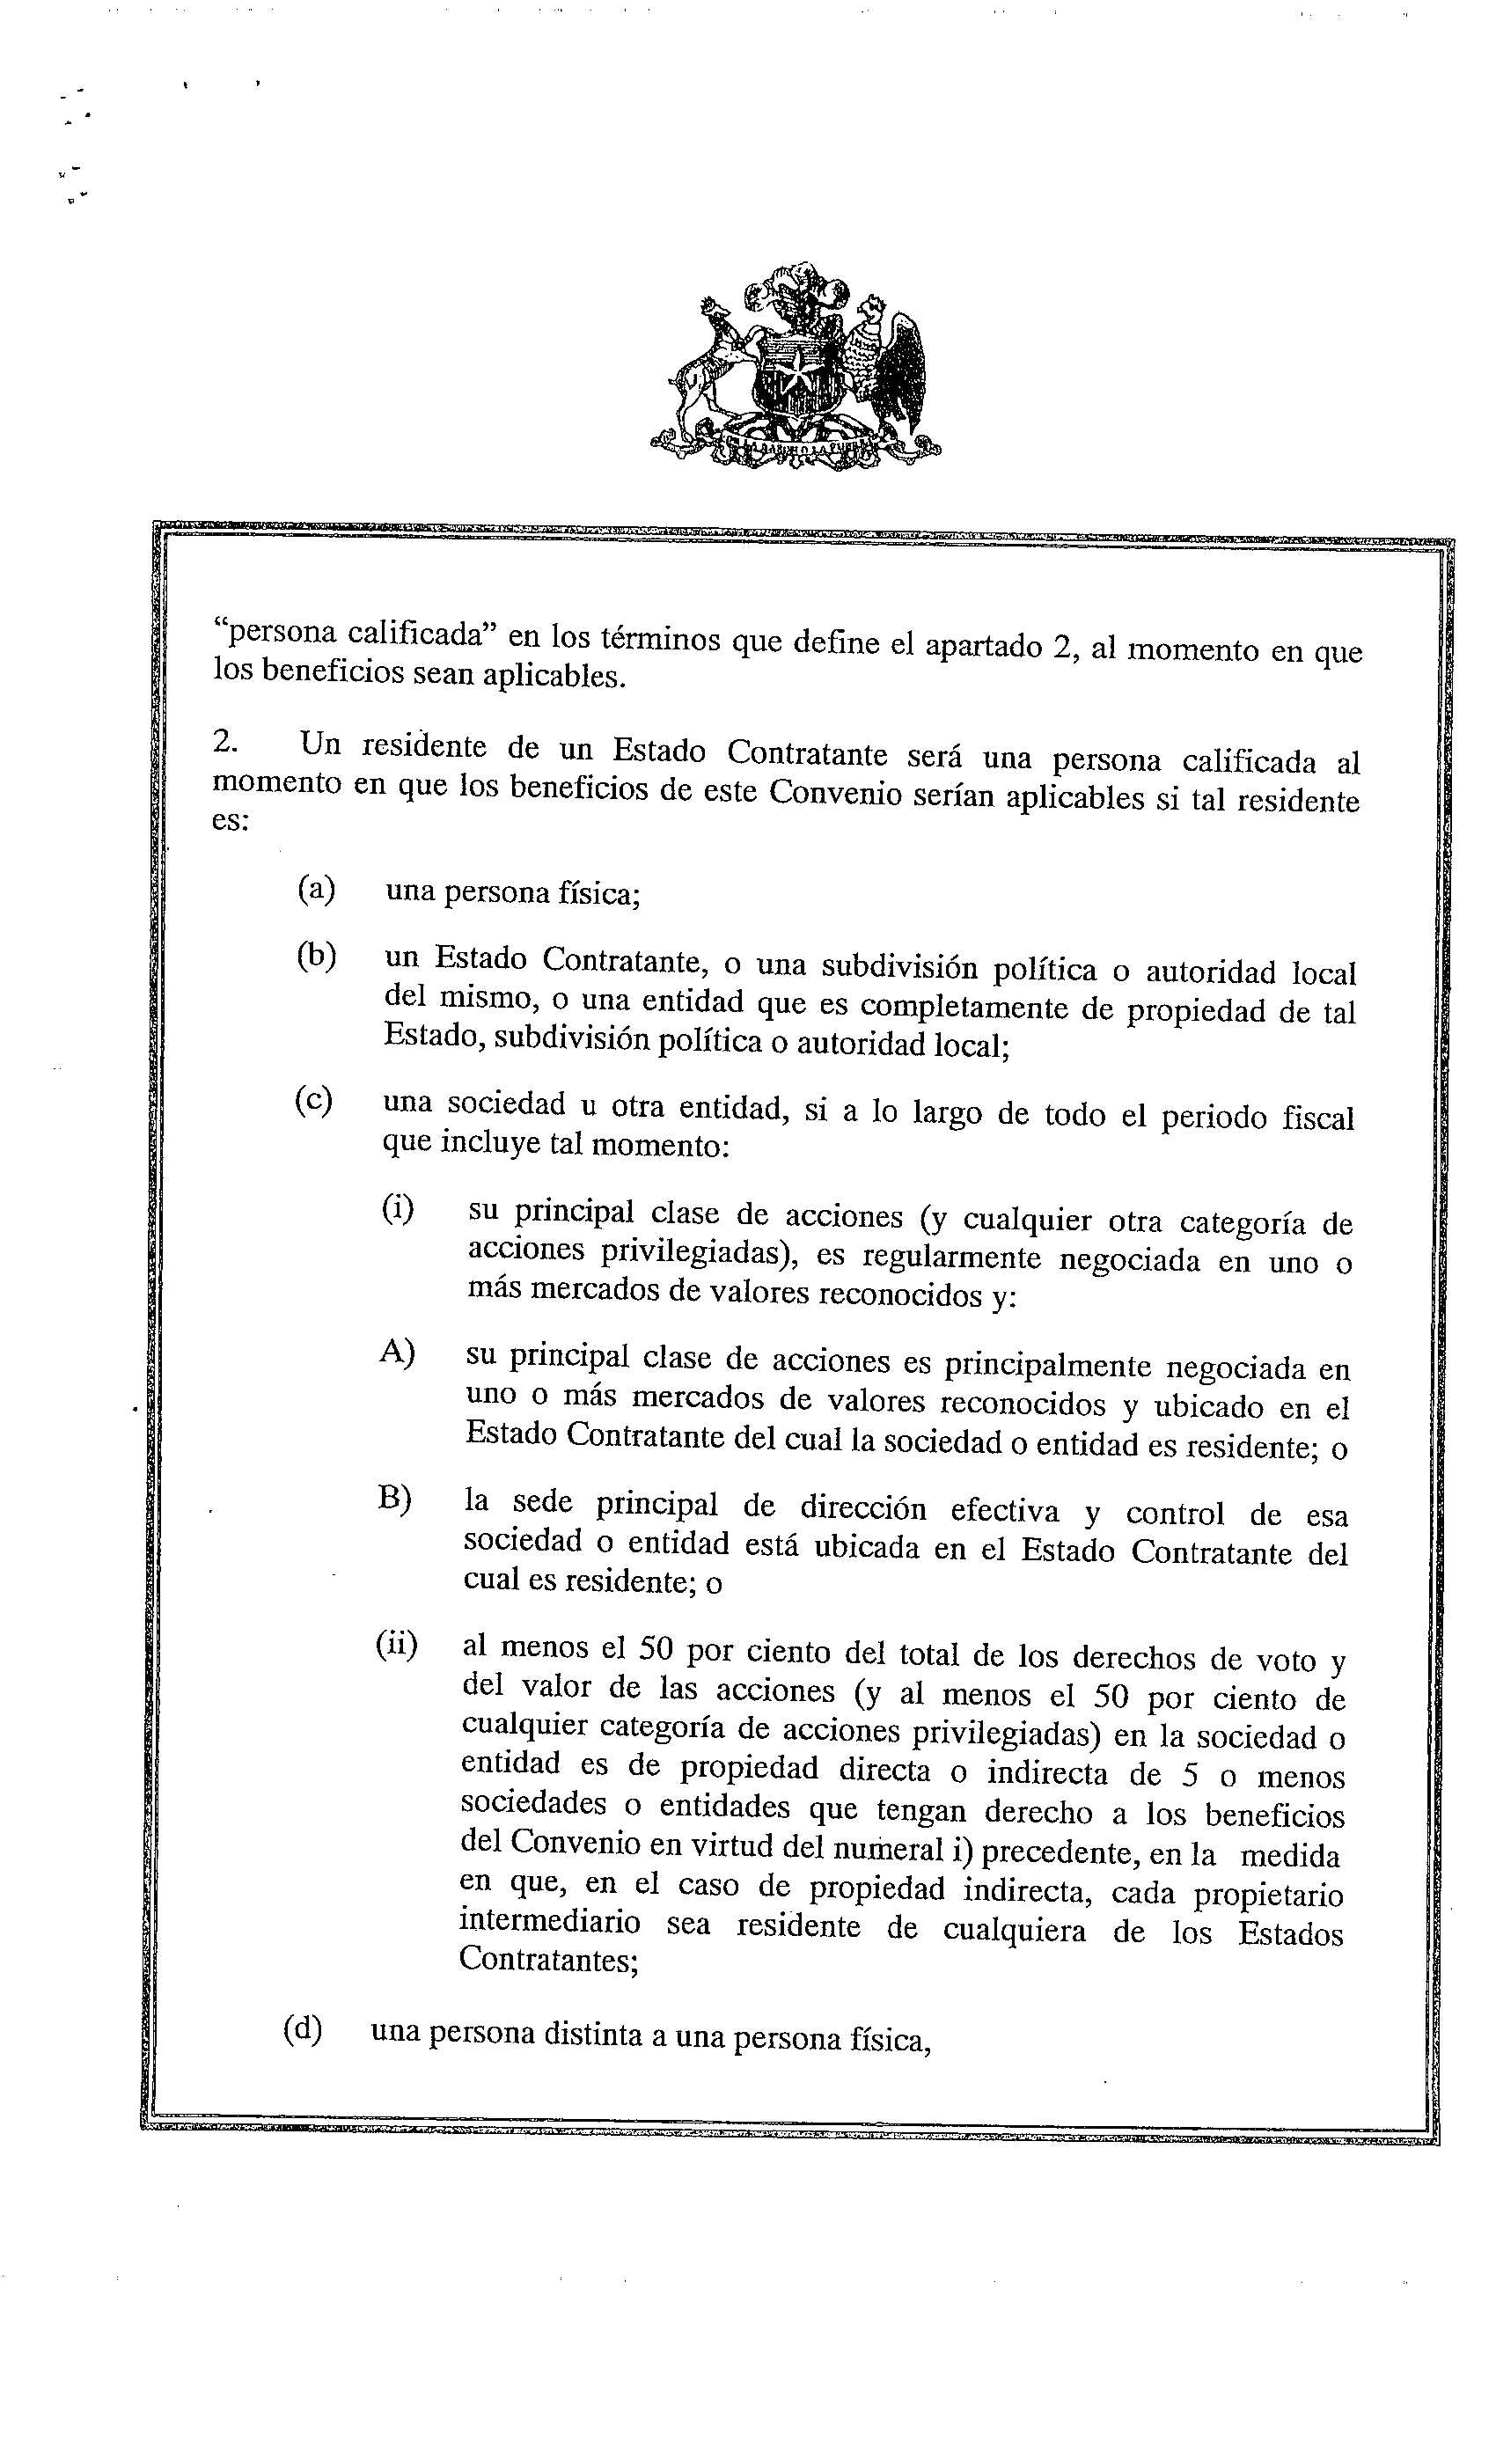 “persona calificada” en los términos que define el apartado 2, al momento en que
los beneficios sean aplicables.
2. Un residente de un Estado Contratante será una persona calificada al
momento en que los beneficios de este Convenio serían aplicables si tal residente
es:
(a) una persona física;
(b) un Estado Contratante, o una subdivisión política o autoridad local
del mismo, o una entidad que es completamente de propiedad de tal
Estado, subdivisión política o autoridad local;
(c) una sociedad u otra entidad, si a lo largo de todo el periodo fiscal
que incluye tal momento:
(i) su principal clase de acciones (y cualquier otra categoría de
acciones privilegiadas), es regularmente negociada en uno o
más mercados de valores reconocidos y:
A) su principal clase de acciones es principalmente negociada en
uno o más mercados de valores reconocidos y ubicado en el
Estado Contratante del cual la sociedad o entidad es residente; o
B) la sede principal de dirección efectiva y control de esa
sociedad o entidad está ubicada en el Estado Contratante del
cual es residente; o
(ii) al menos el 50 por ciento del total de los derechos de voto y
del valor de las acciones (y al menos el 50 por ciento de
cualquier categoría de acciones privilegiadas) en la sociedad o
entidad es de propiedad directa o indirecta de 5 o menos
sociedades o entidades que tengan derecho a los beneficios
del Convenio en virtud del numeral i) precedente, en la medida
en que, en el caso de propiedad indirecta, cada propietario
intermediario sea residente de cualquiera de los Estados
Contratantes;
(d) una persona distinta a una persona física,